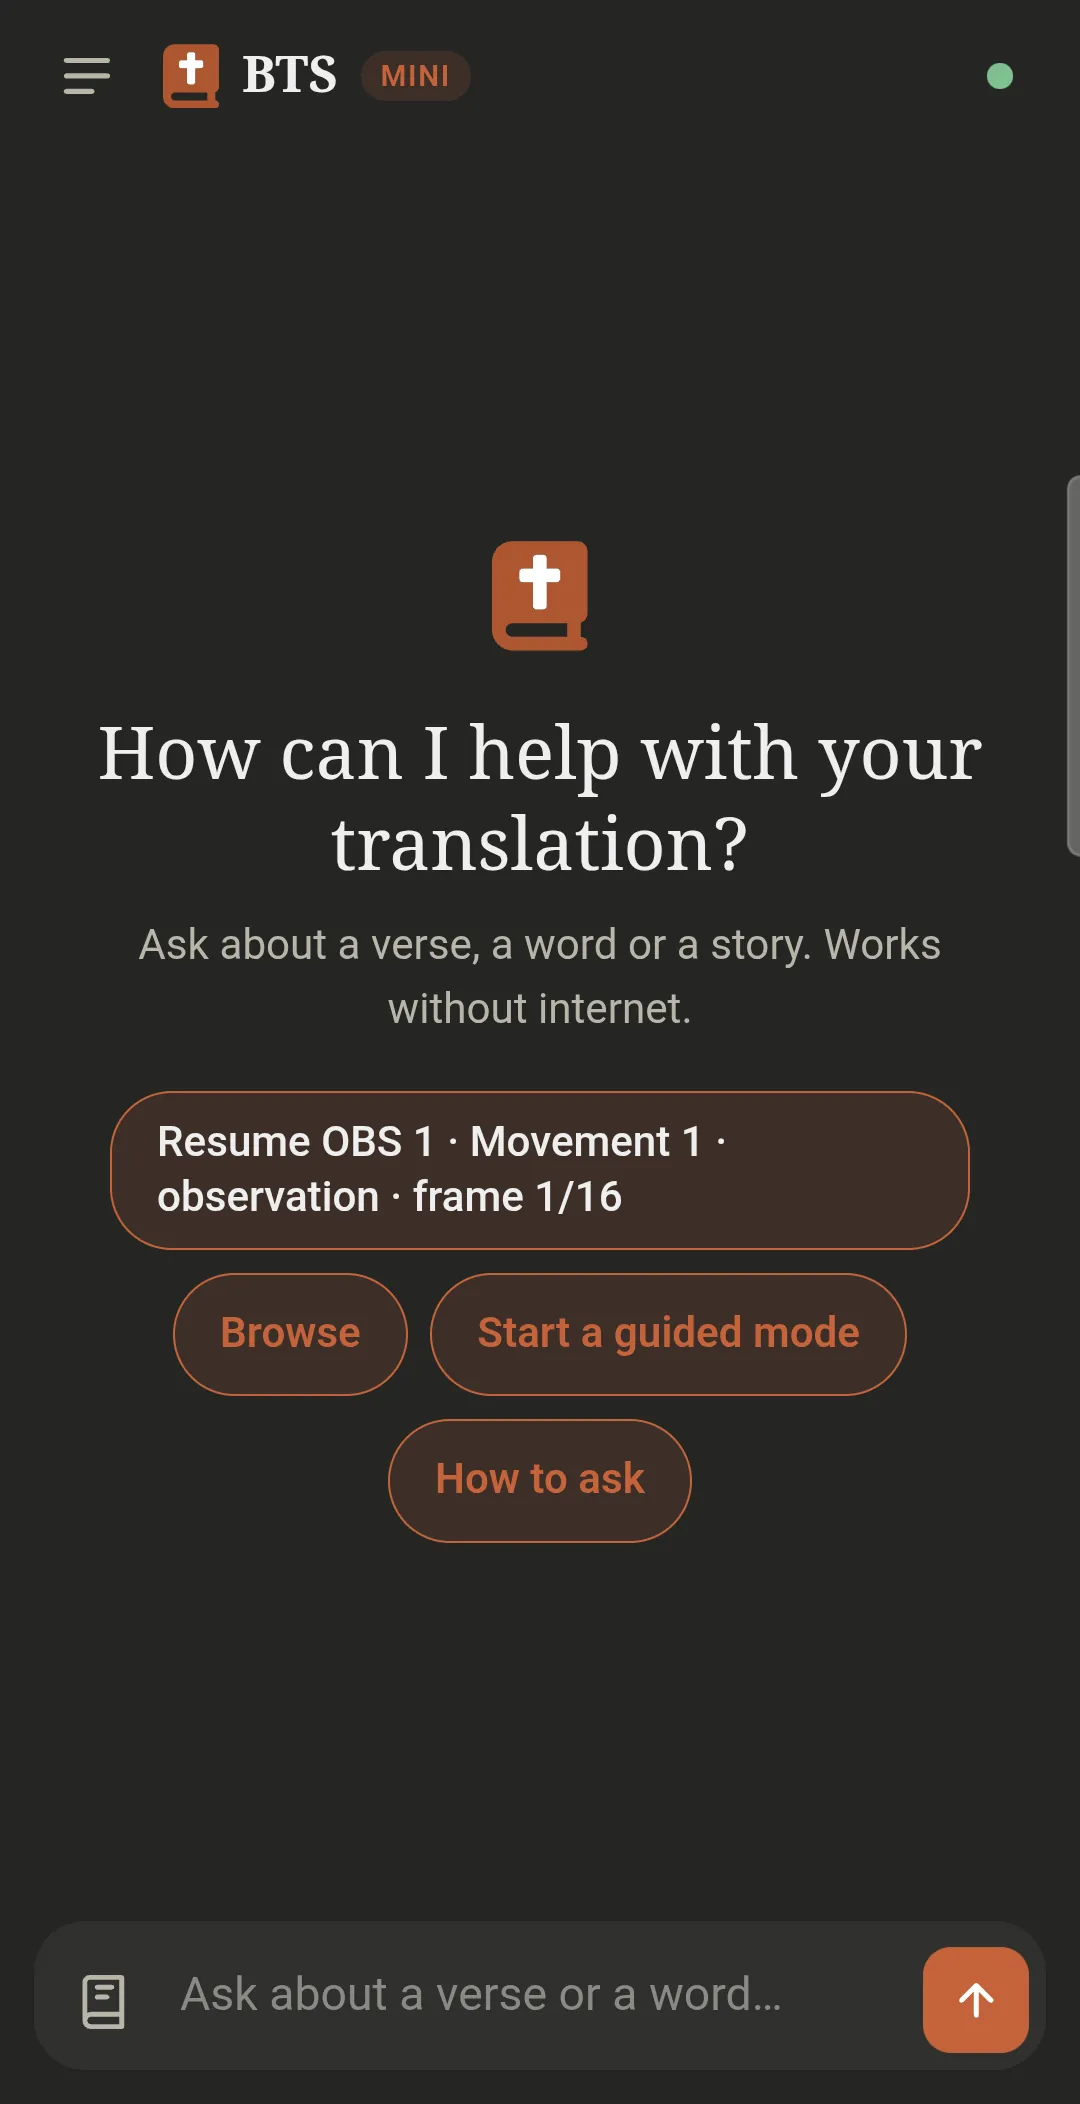 BTS MINI
How can I help with your
translation?
Ask about a verse, a word or a story. Works
without internet.
Resume OBS 1 · Movement 1 ·
observation · frame 1/16
Browse
Start a guided mode
How to ask
Ask about a verse or a word…